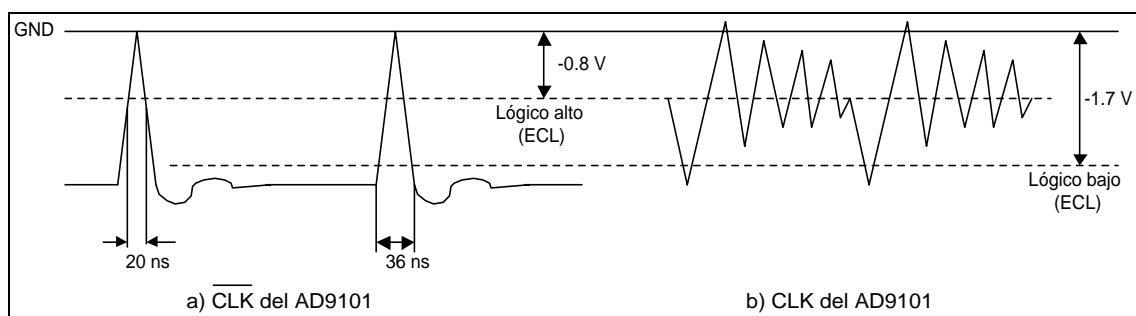 GND
-0.8 V
Lógico alto
(ECL)
-1.7 V
Lógico bajo
(ECL)
20 ns
36 ns
a) CLK del AD9101
b) CLK del AD9101